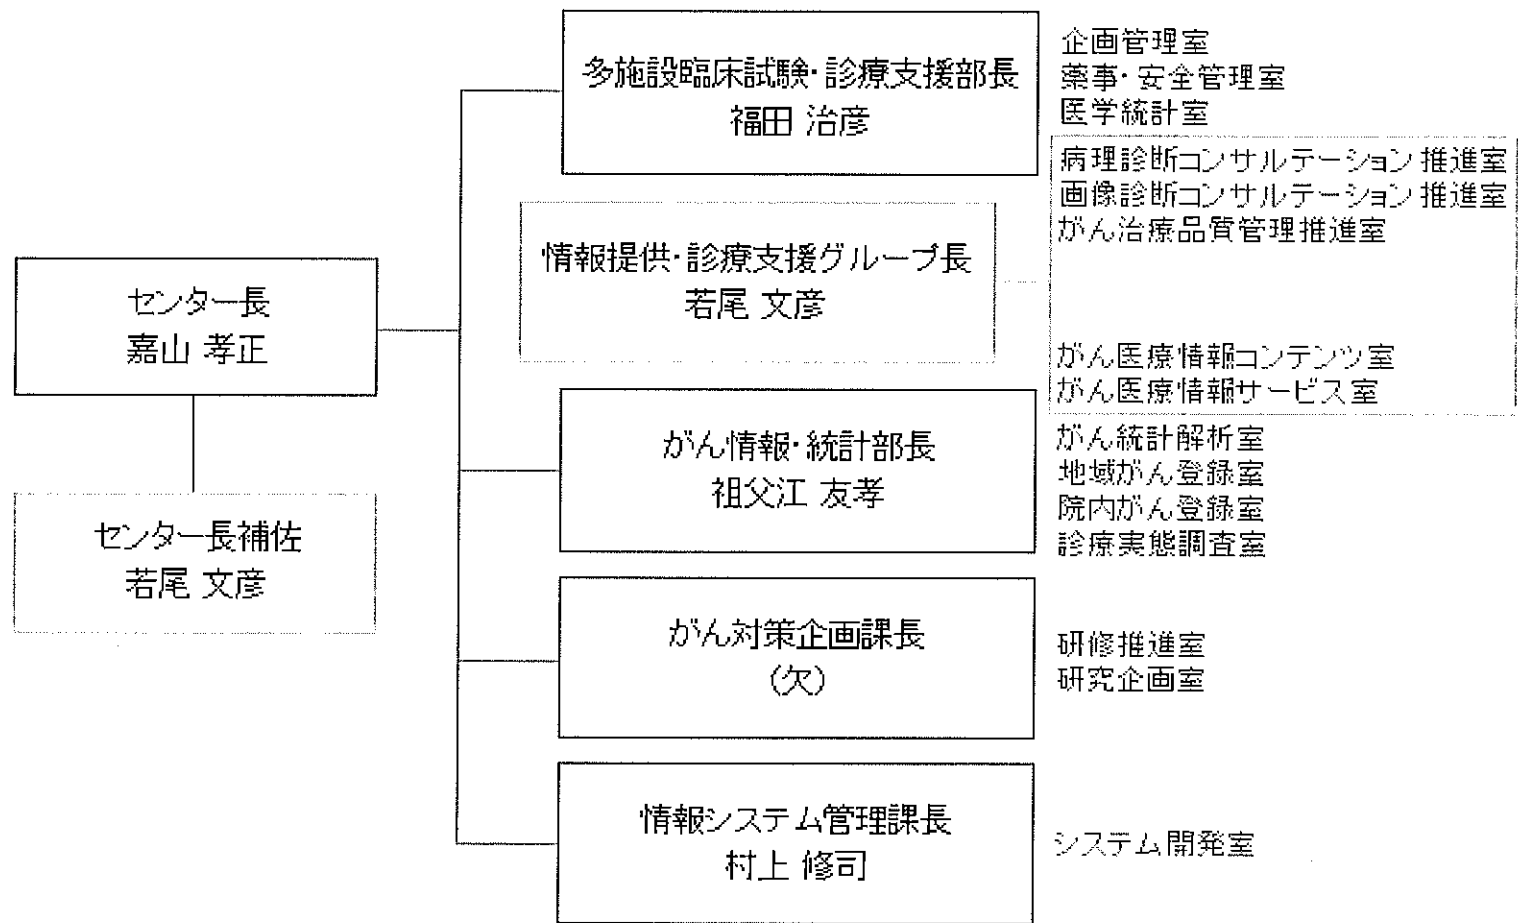 多施設臨床試験・診療支援部長
福田 治彦
企画管理室
薬事・安全管理室
医学統計室
病理診断コンサルテーション推進室
画像診断コンサルテーション推進室
がん治療品質管理推進室
情報提供・診療支援グループ長
若尾 文彦
がん医療情報コンテンツ室
がん医療情報サービス室
センター長
嘉山 孝正
センター長補佐
若尾 文彦
がん情報・統計部長
祖父江 友孝
がん統計解析室
地域がん登録室
院内がん登録室
診療実態調査室
がん対策企画課長
(欠)
研修推進室
研究企画室
情報システム管理課長
村上 修司
システム開発室